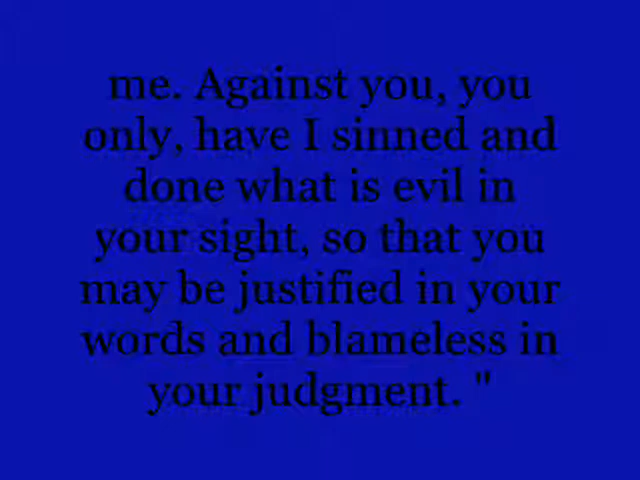 me. Against you, you
only, have I sinned and
done what is evil in
your sight, so that you
may be justified in your
words and blameless in
your judgment. "